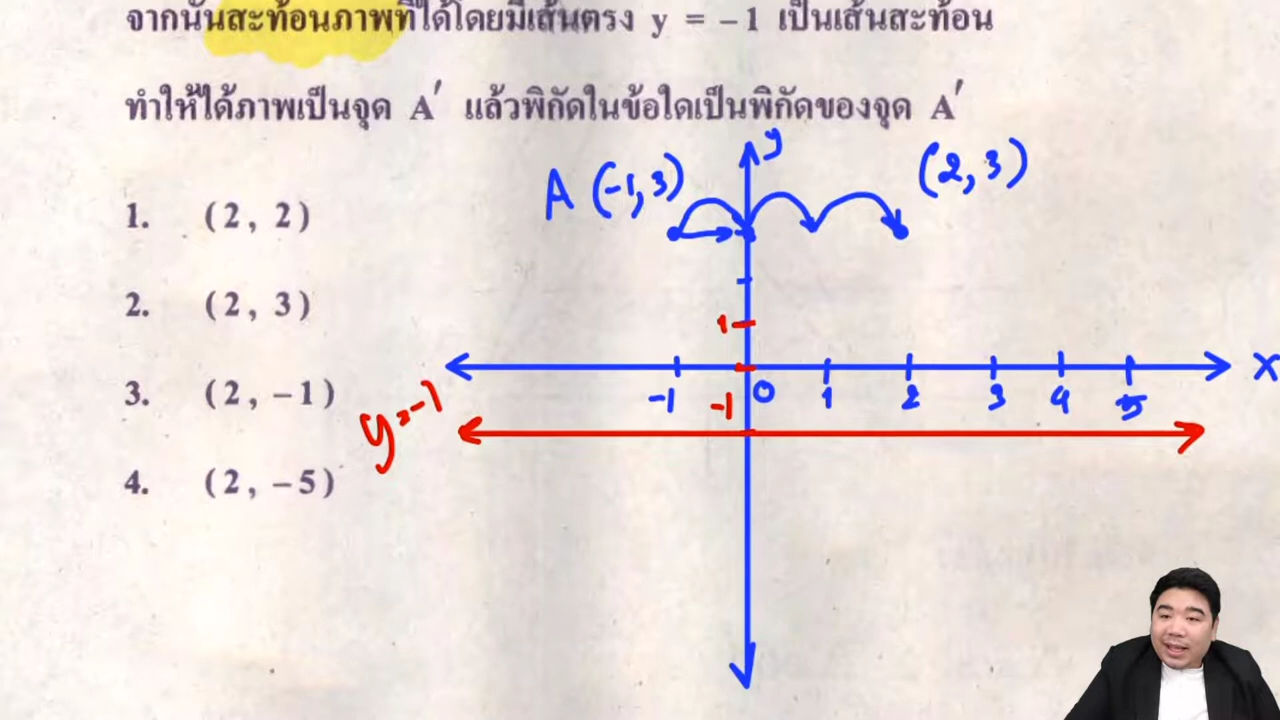 จากนั้นสะท้อนภาพที่ได้โดยมีเส้นตรง y = −1 เป็นเส้นสะท้อน
ทำให้ได้ภาพเป็นจุด A′ แล้วพิกัดในข้อใดเป็นพิกัดของจุด A′
y
A (-1,3)
(2,3)
1. (2, 2)
2. (2, 3)
1
x
3. (2, −1)
-1 -1 0 1 2 3 4 5
y=-1
4. (2, −5)